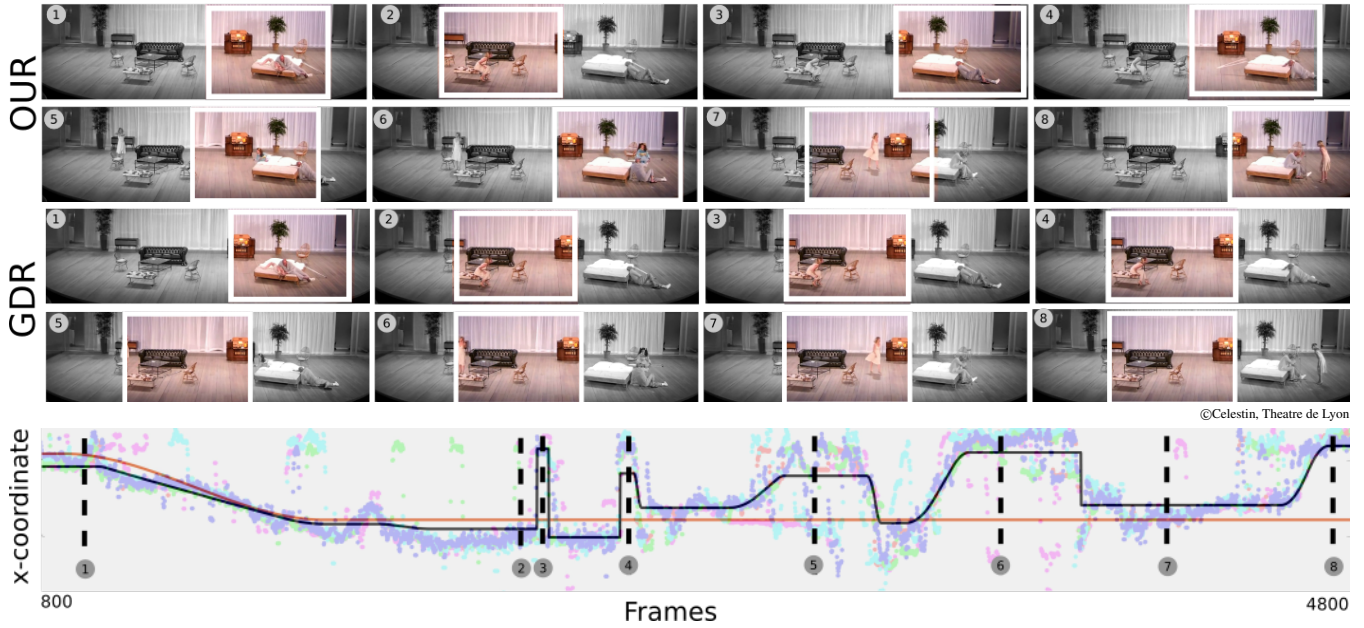 OUR
1 2 3 4
5 6 7 8
GDR
1 2 3 4
5 6 7 8
©Celestin, Theatre de Lyon
x-coordinate
1 2 3 4 5 6 7 8
800 Frames 4800